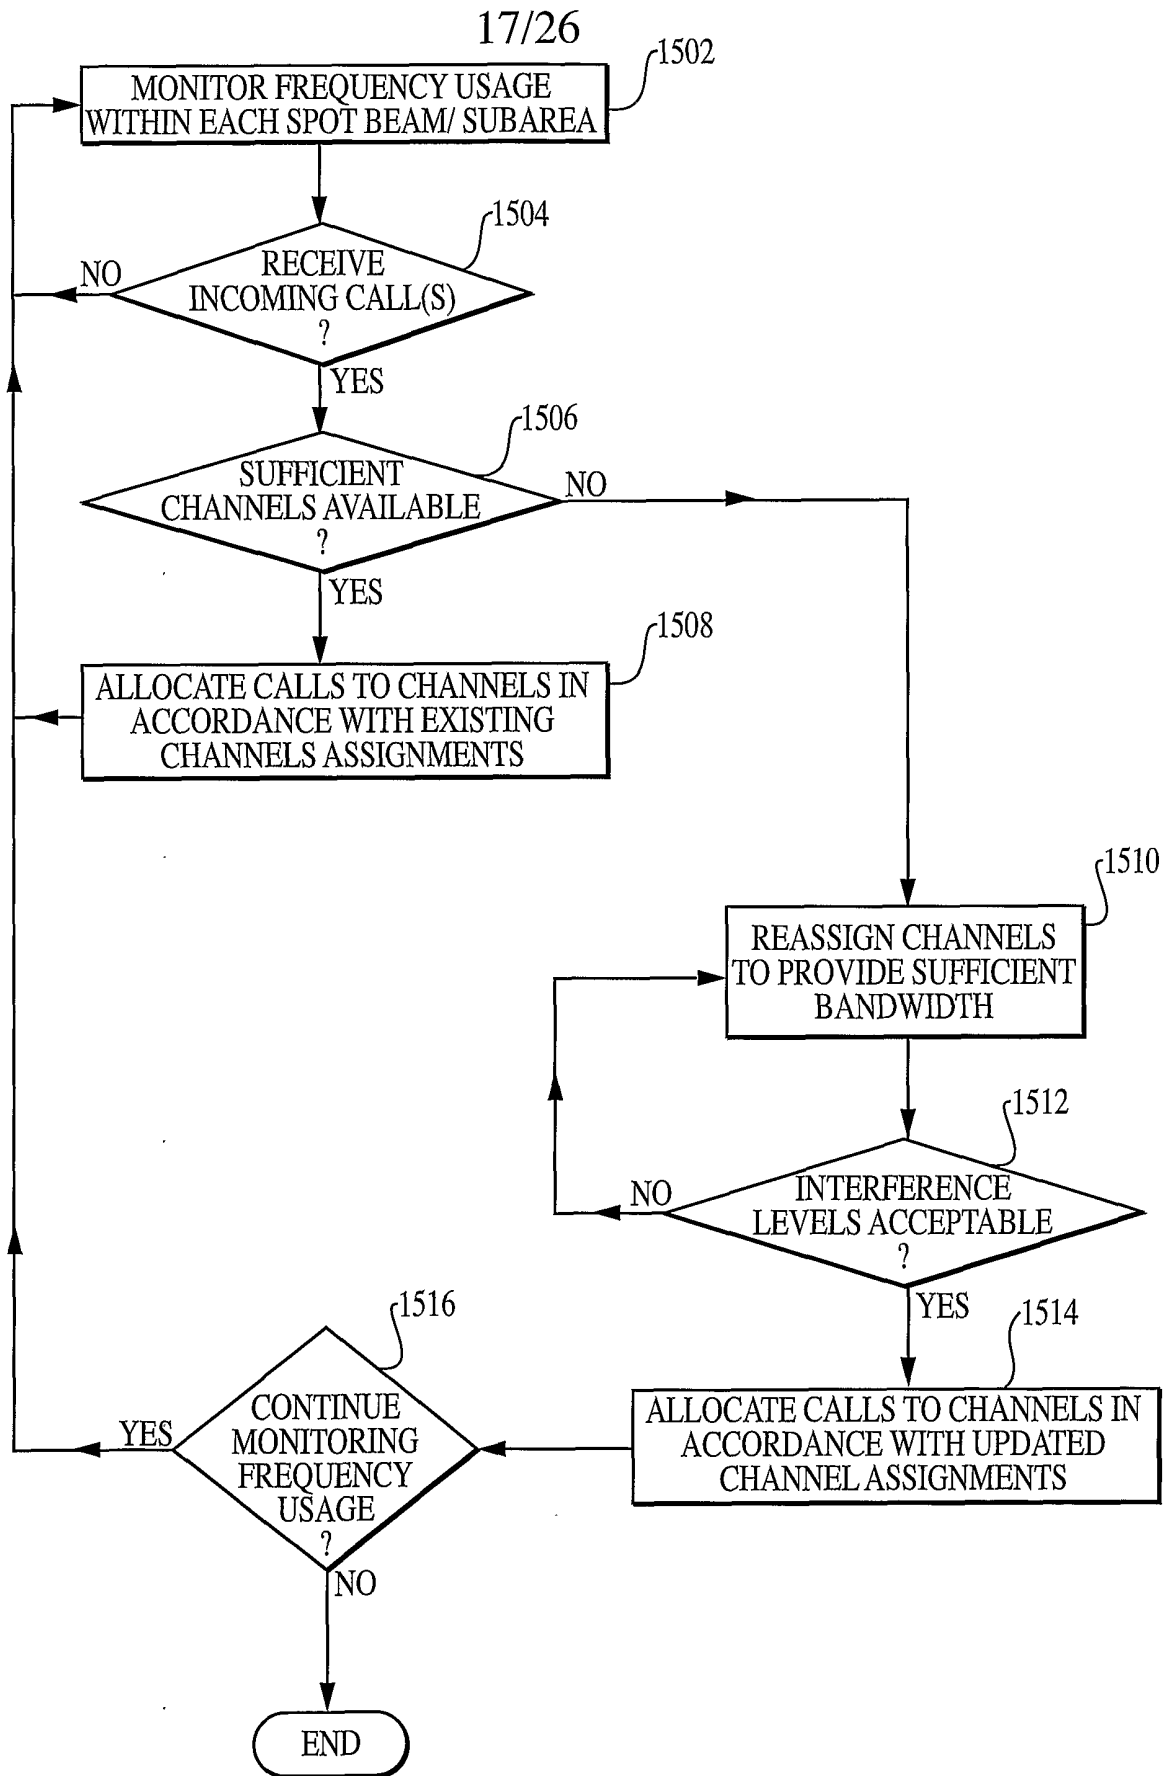 17/26
1502
MONITOR FREQUENCY USAGE
WITHIN EACH SPOT BEAM/ SUBAREA
1504
RECEIVE
INCOMING CALL(S)
?
NO
YES
1506
SUFFICIENT
CHANNELS AVAILABLE
?
NO
YES
1508
ALLOCATE CALLS TO CHANNELS IN
ACCORDANCE WITH EXISTING
CHANNELS ASSIGNMENTS
1510
REASSIGN CHANNELS
TO PROVIDE SUFFICIENT
BANDWIDTH
1512
INTERFERENCE
LEVELS ACCEPTABLE
?
NO
YES
1514
ALLOCATE CALLS TO CHANNELS IN
ACCORDANCE WITH UPDATED
CHANNEL ASSIGNMENTS
1516
CONTINUE
MONITORING
FREQUENCY
USAGE
?
YES
NO
END